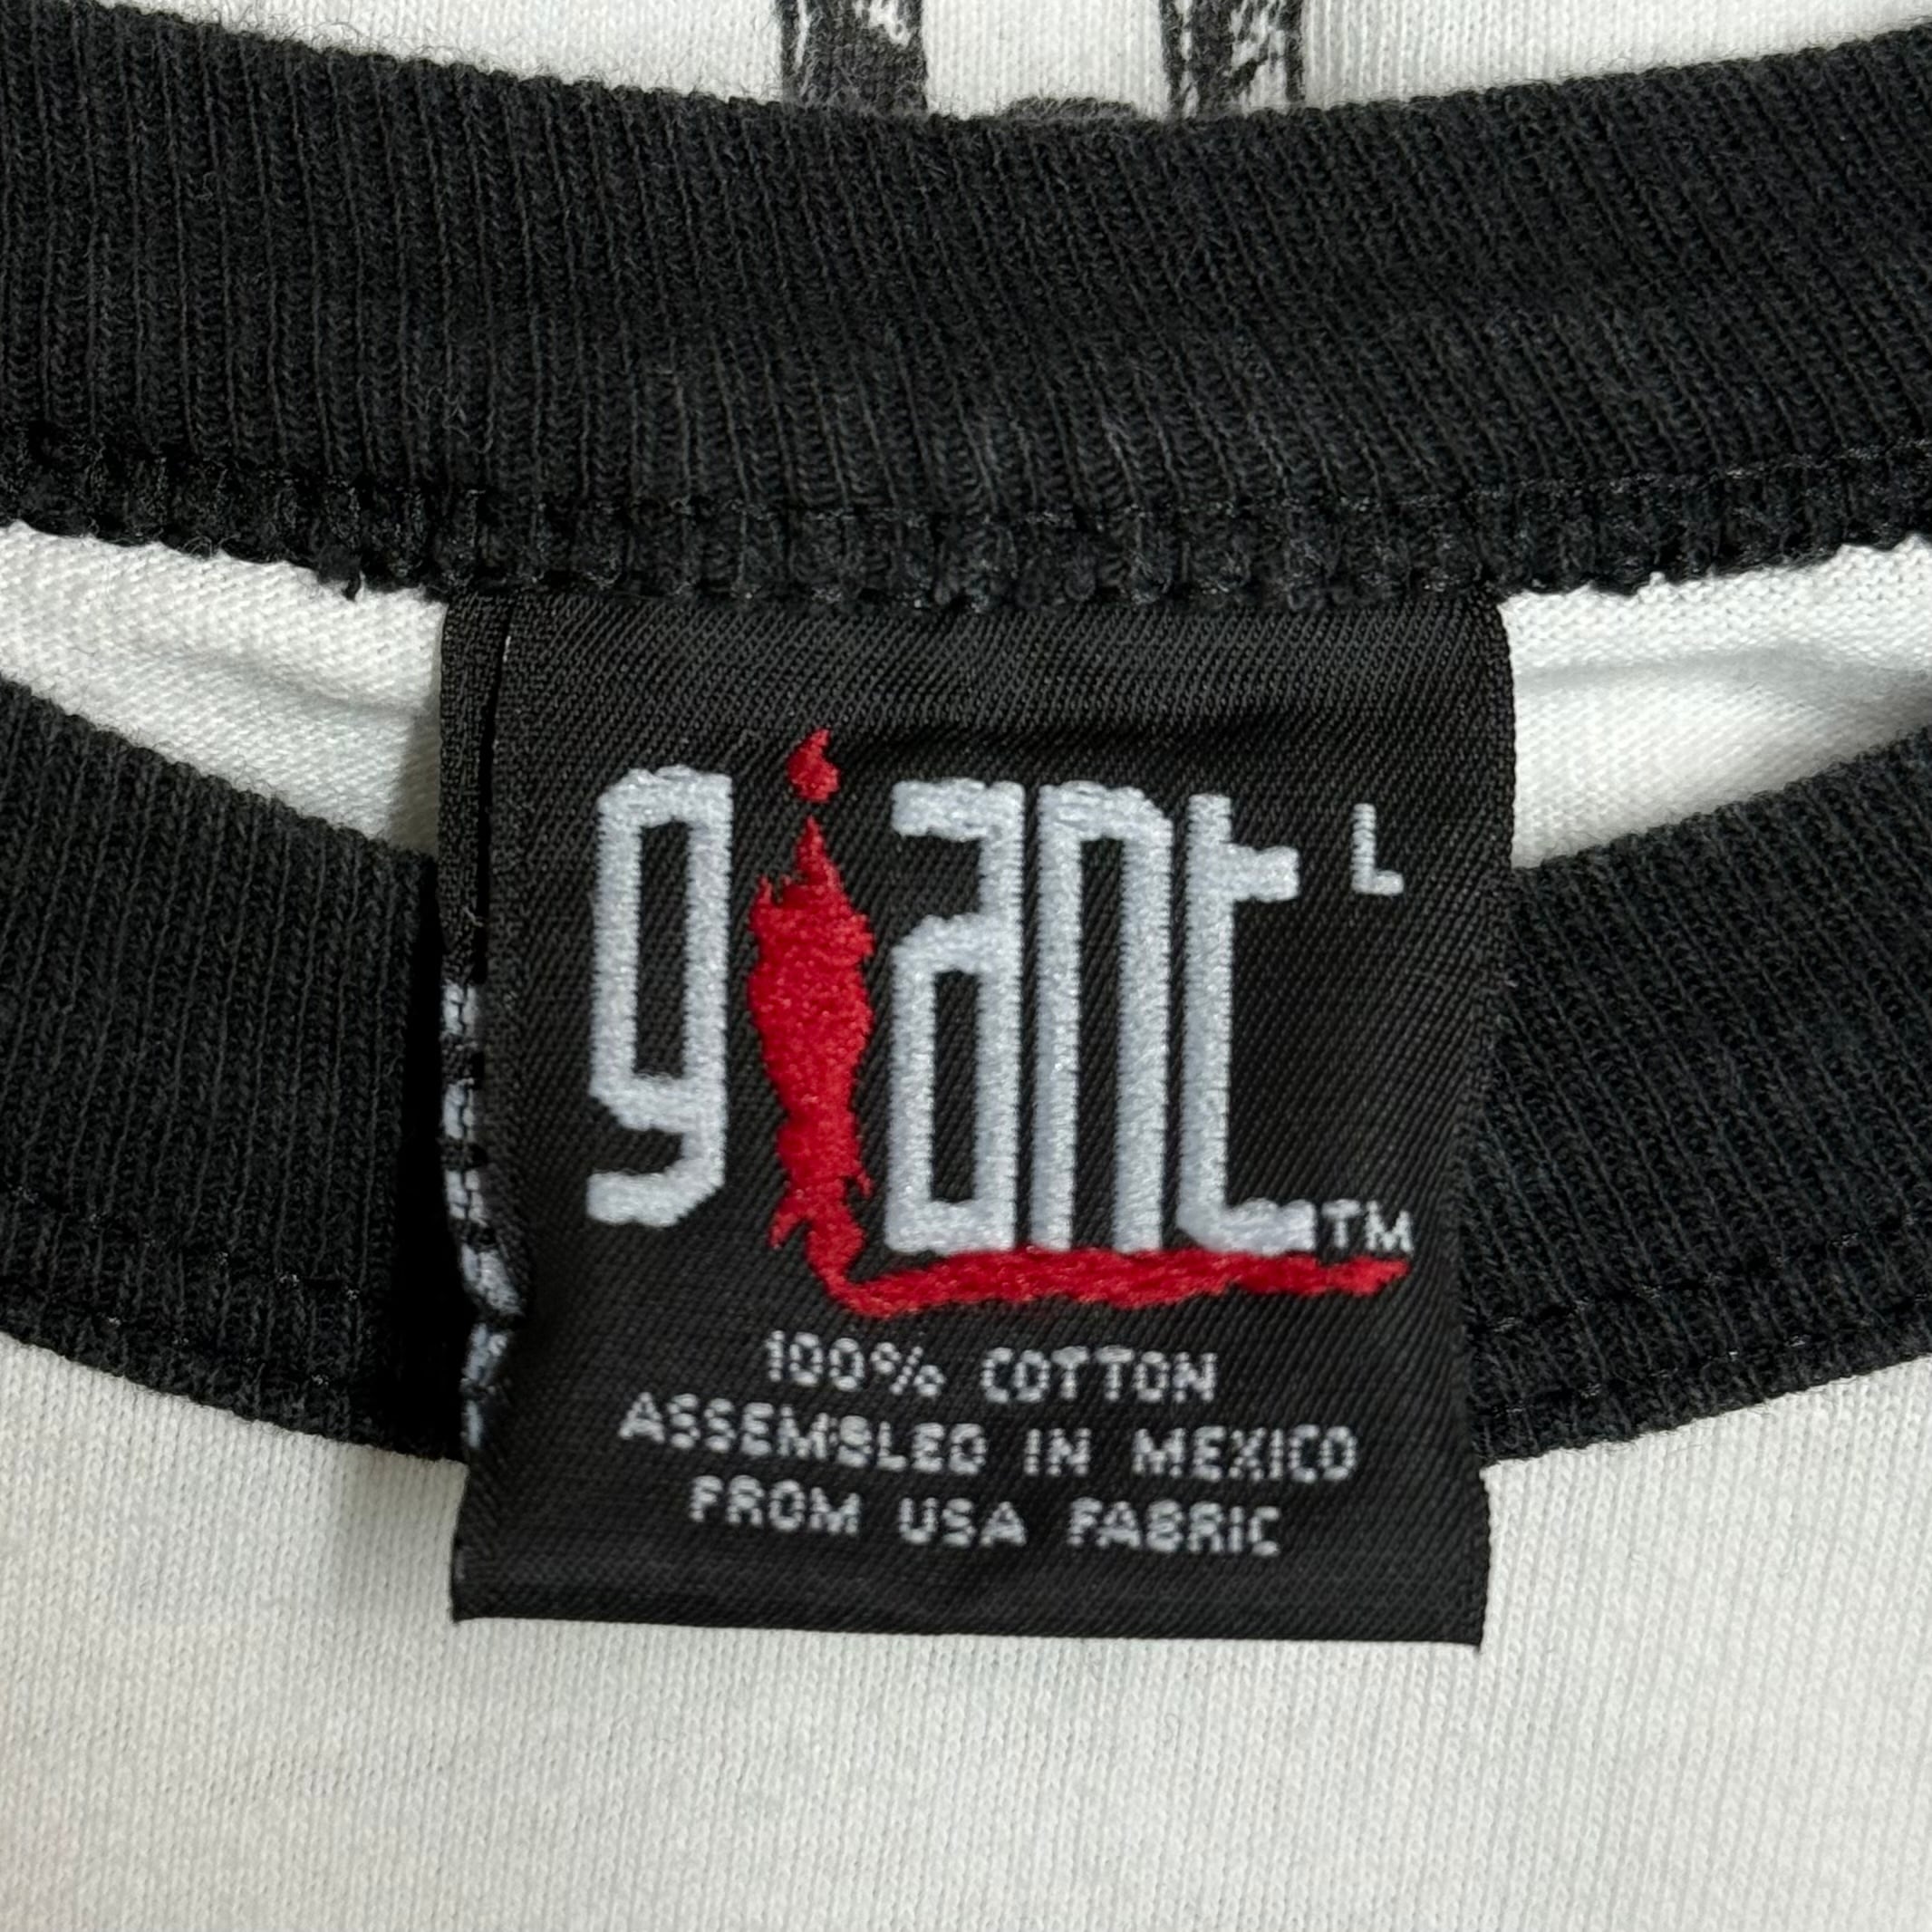 giant L
TM
100% COTTON
ASSEMBLED IN MEXICO
FROM USA FABRIC